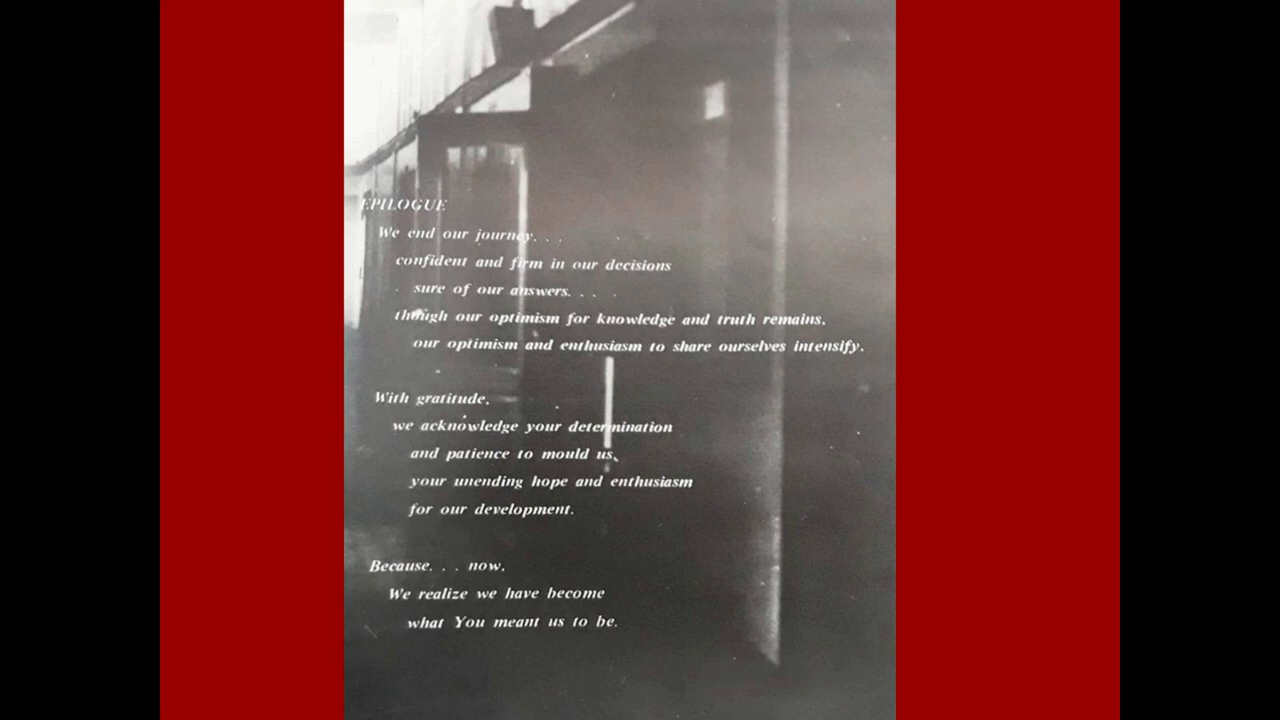 EPILOGUE
We end our journey. . .
confident and firm in our decisions
sure of our answers. . .
though our optimism for knowledge and truth remains,
our optimism and enthusiasm to share ourselves intensify.
With gratitude,
we acknowledge your determination
and patience to mould us,
your unending hope and enthusiasm
for our development.
Because. . . now,
We realize we have become
what You meant us to be.